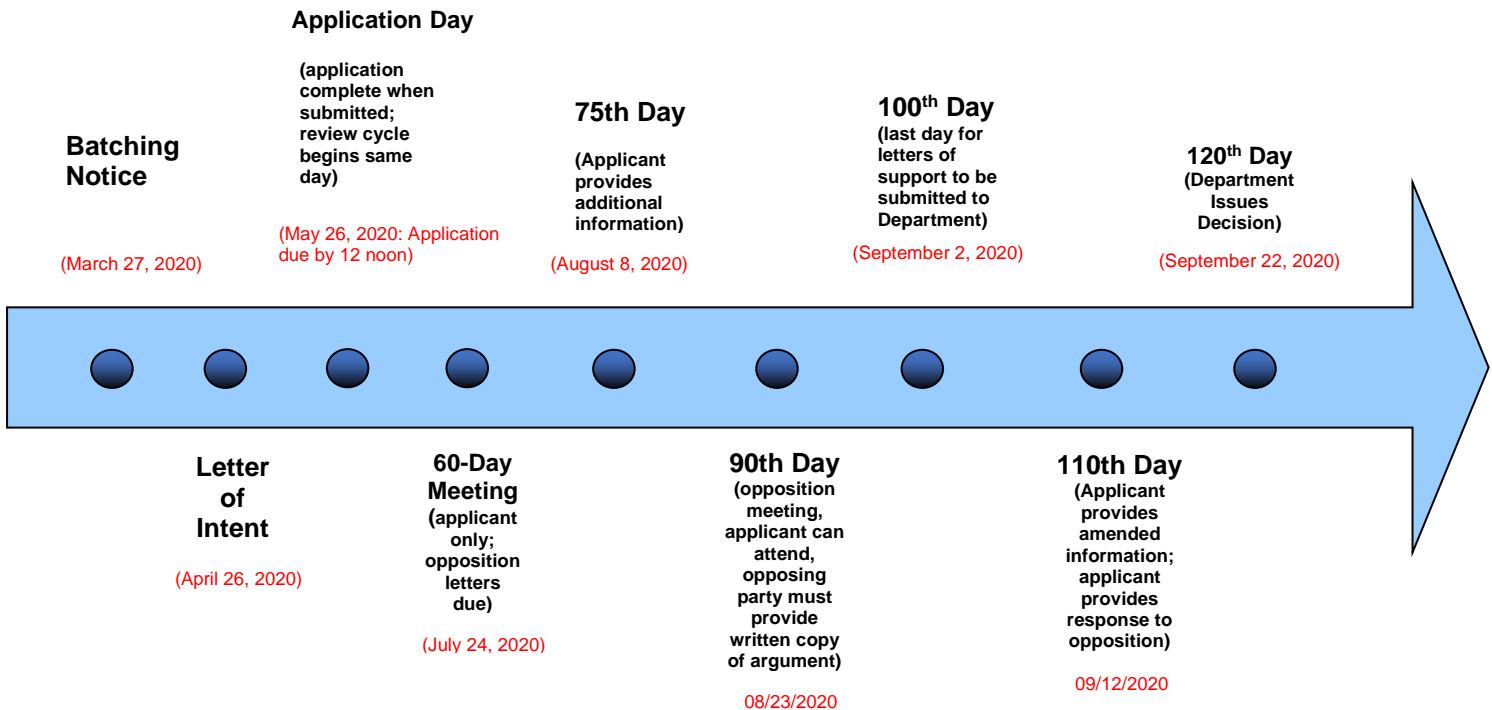 Application Day
(application
complete when
submitted;
review cycle
begins same
day)
(May 26, 2020: Application
due by 12 noon)
Batching
Notice
(March 27, 2020)
75th Day
(Applicant
provides
additional
information)
(August 8, 2020)
100th Day
(last day for
letters of
support to be
submitted to
Department)
(September 2, 2020)
120th Day
(Department
Issues
Decision)
(September 22, 2020)
Letter
of
Intent
(April 26, 2020)
60-Day
Meeting
(applicant
only;
opposition
letters
due)
(July 24, 2020)
90th Day
(opposition
meeting,
applicant can
attend,
opposing
party must
provide
written copy
of argument)
08/23/2020
110th Day
(Applicant
provides
amended
information;
applicant
provides
response to
opposition)
09/12/2020